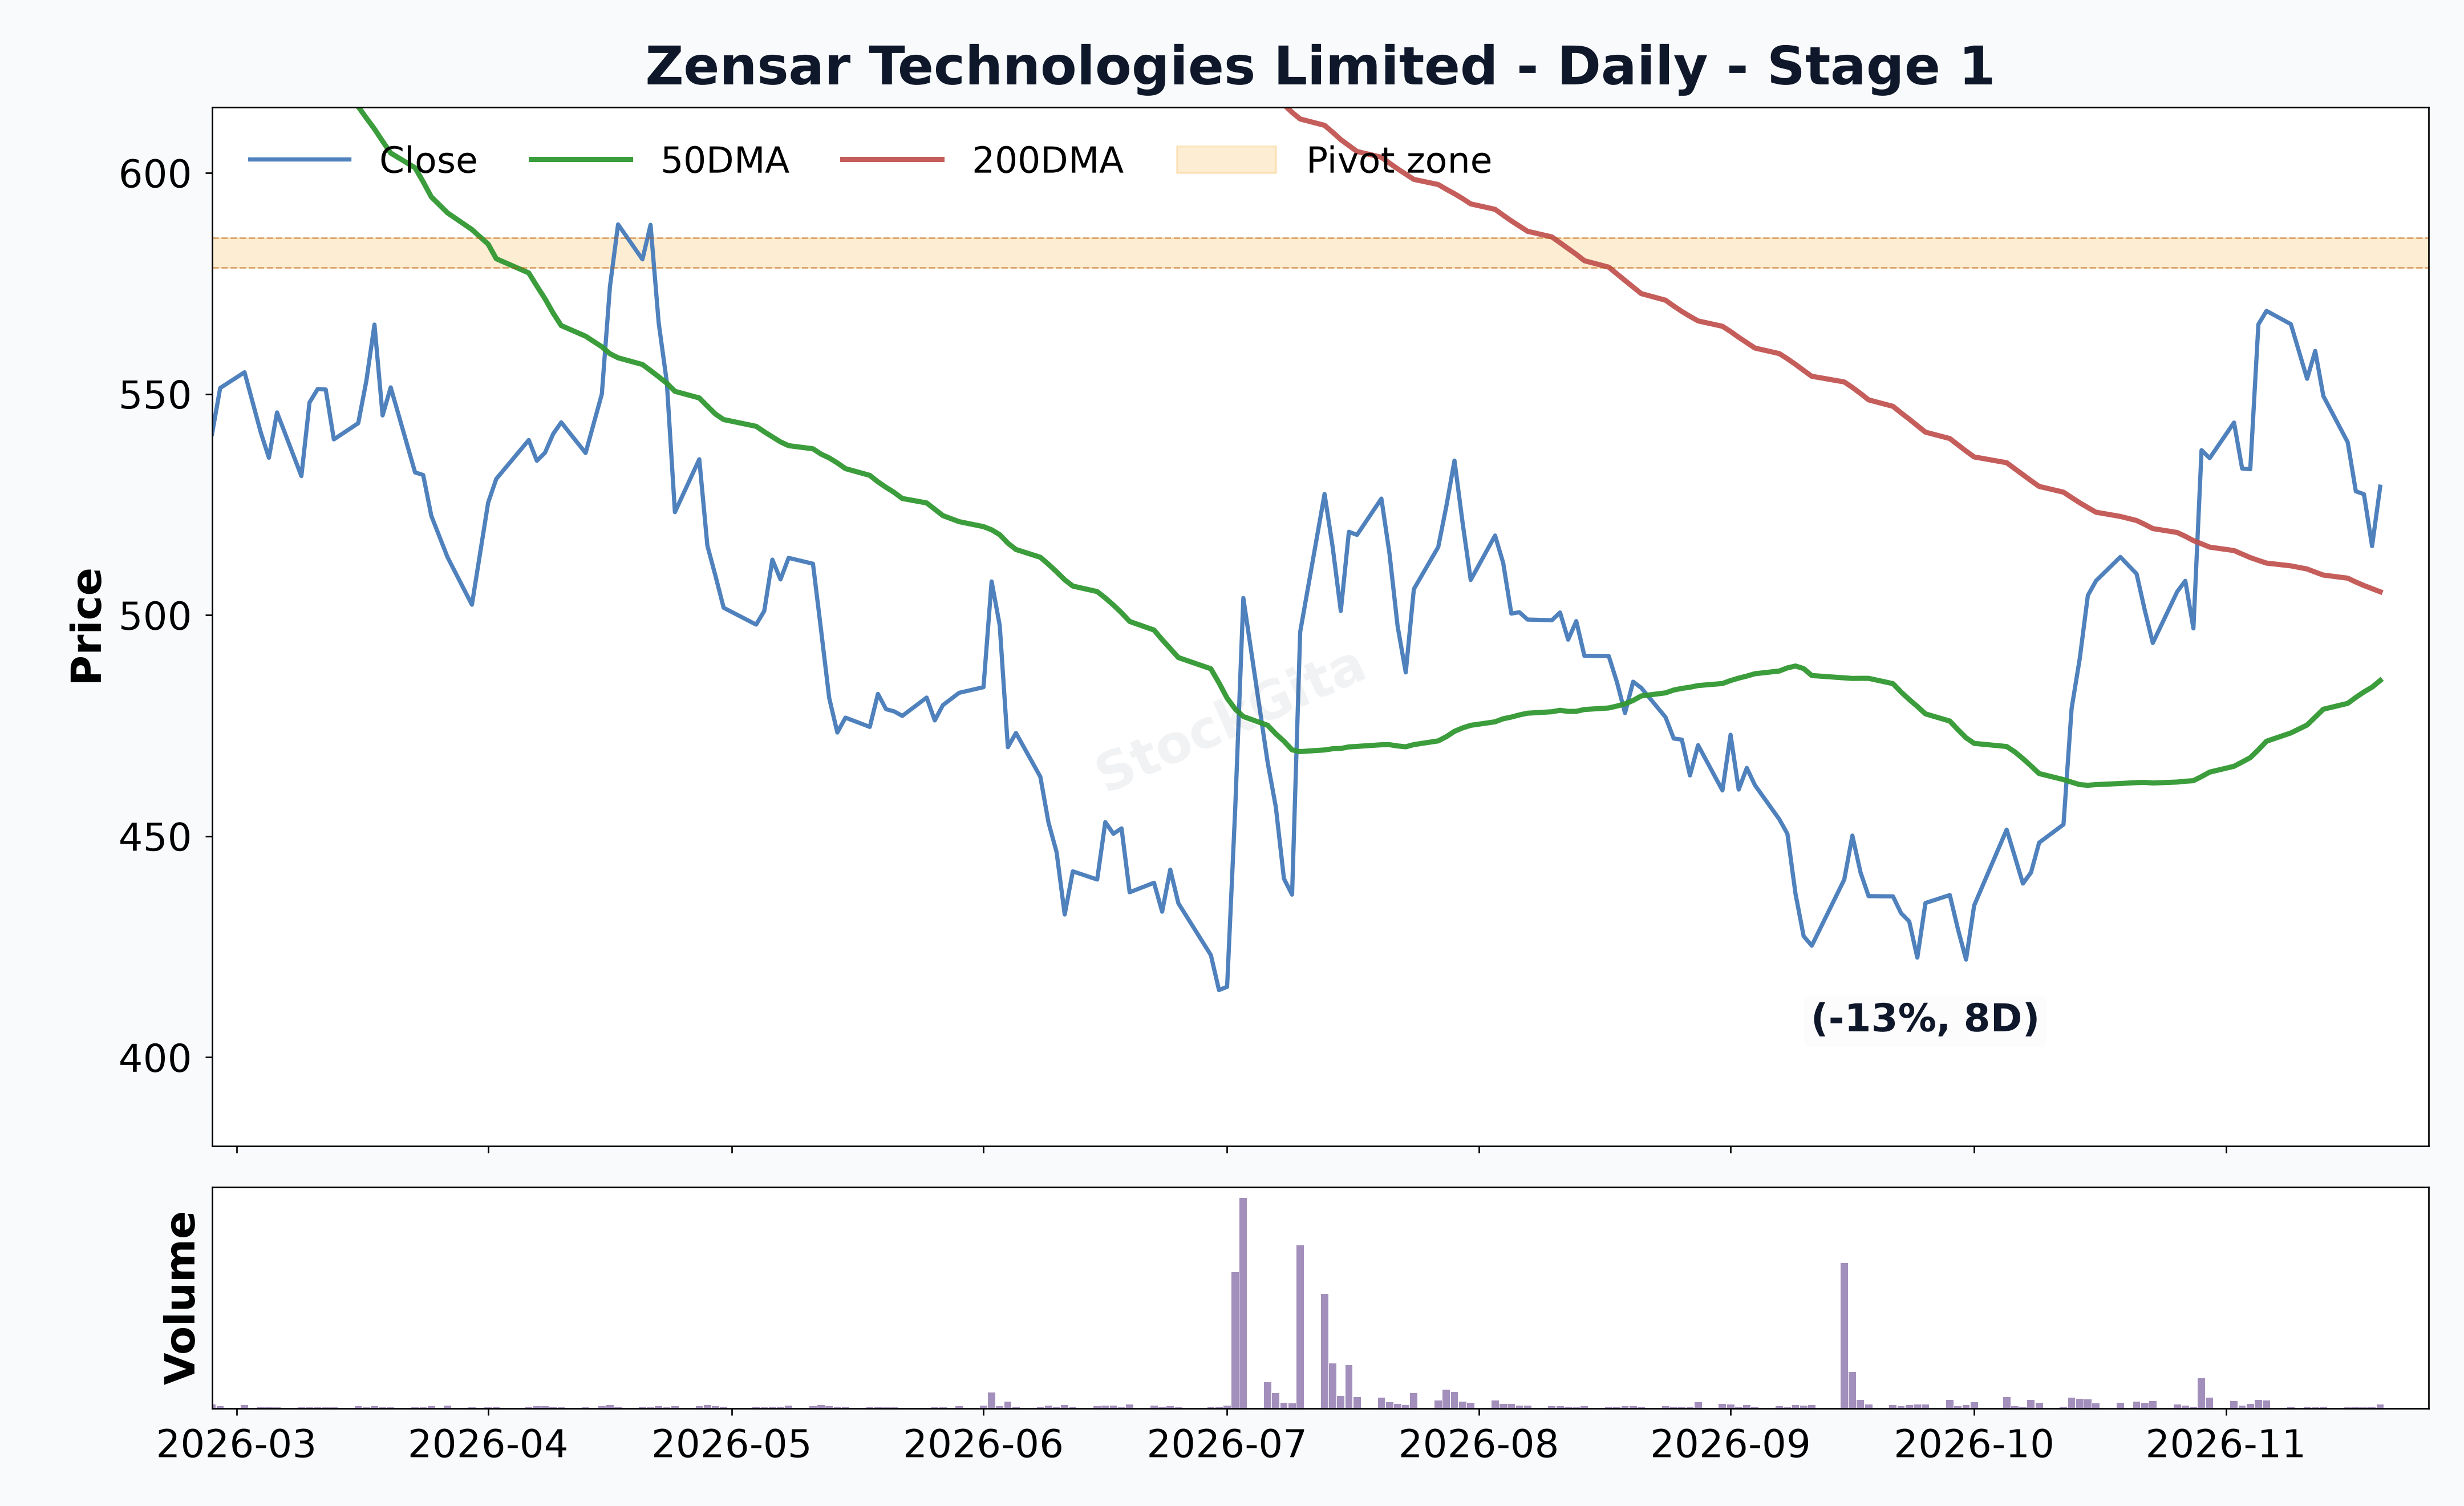 Zensar Technologies Limited - Daily - Stage 1
Close 50DMA 200DMA Pivot zone
600
550
500
450
400
Price
StockGita
(-13%, 8D)
Volume
2026-03 2026-04 2026-05 2026-06 2026-07 2026-08 2026-09 2026-10 2026-11